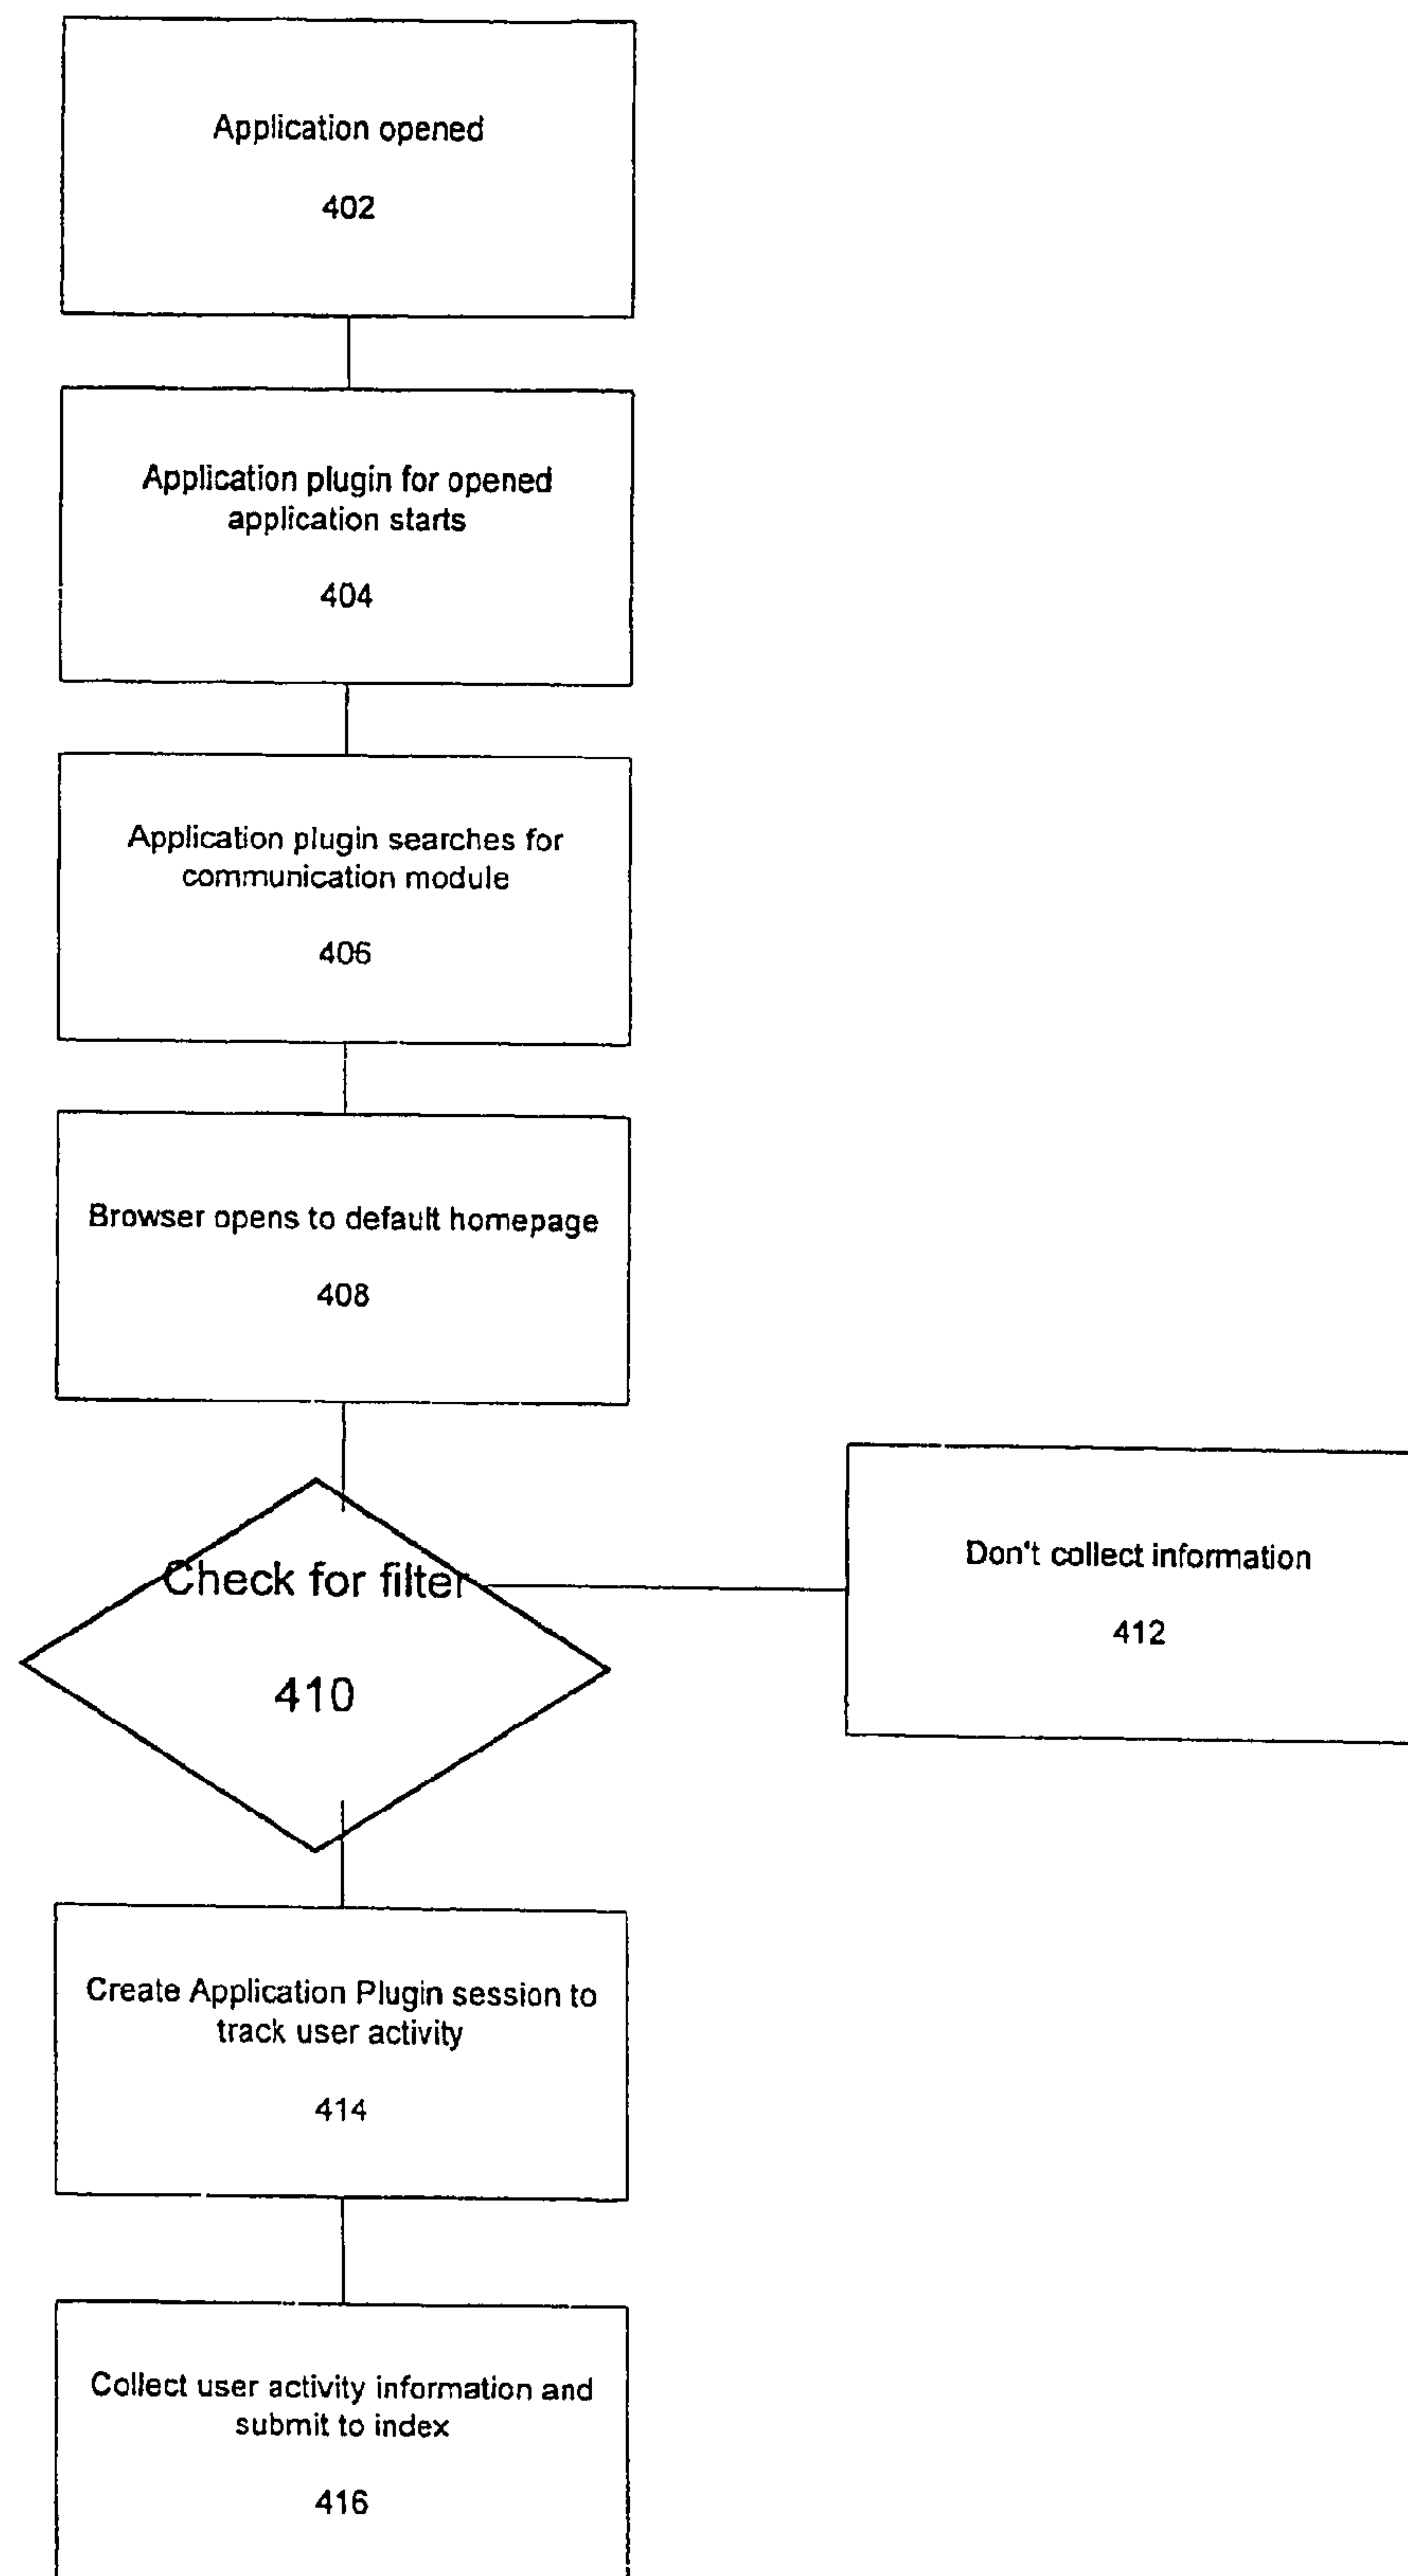 Application opened
402
Application plugin for opened
application starts
404
Application plugin searches for
communication module
406
Browser opens to default homepage
408
Check for filter
410
Don't collect information
412
Create Application Plugin session to
track user activity
414
Collect user activity information and
submit to index
416